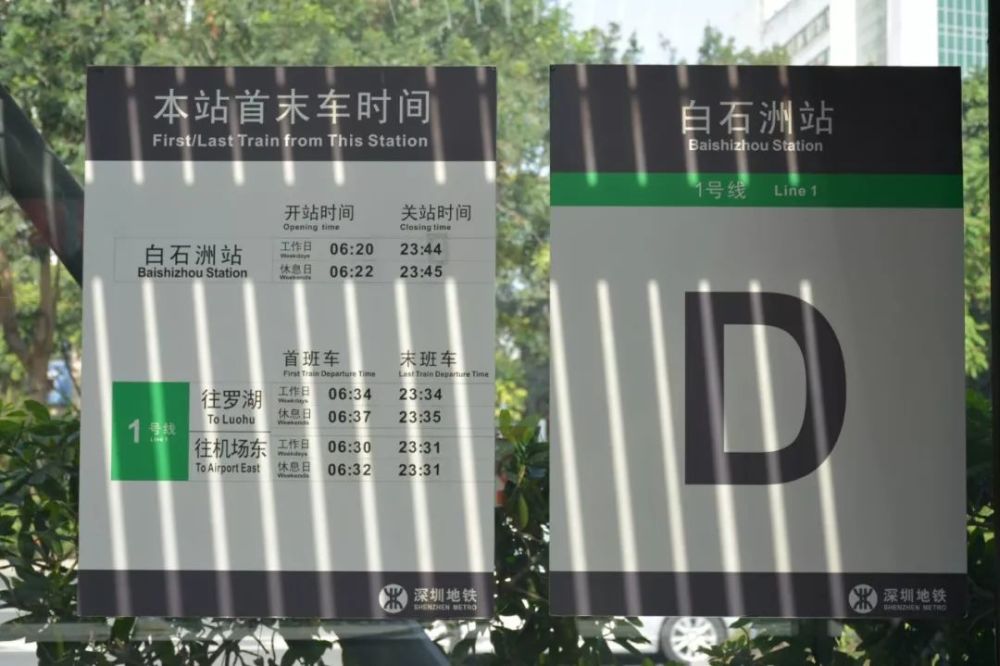 本站首末车时间
First/Last Train from This Station
开站时间 关站时间
Opening time Closing time
白石洲站
Baishizhou Station
工作日 06:20 23:44
Weekdays
休息日 06:22 23:45
Weekends
首班车 末班车
First Train Departure Time Last Train Departure Time
1号线
Line 1
往罗湖
To Luohu
工作日 06:34 23:34
Weekdays
休息日 06:37 23:35
Weekends
往机场东
To Airport East
工作日 06:30 23:31
Weekdays
休息日 06:32 23:31
Weekends
深圳地铁
SHENZHEN METRO
白石洲站
Baishizhou Station
1号线 Line 1
D
深圳地铁
SHENZHEN METRO